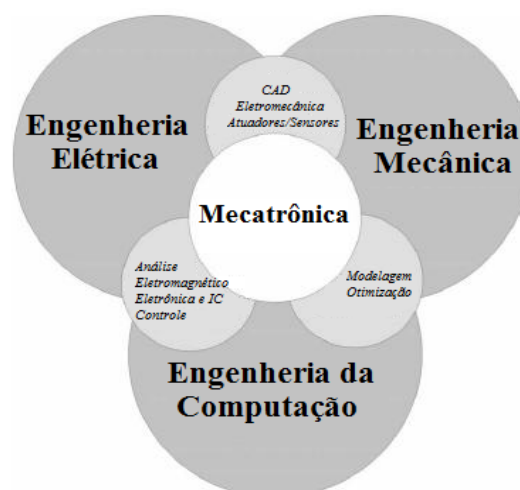 CAD
Eletromecânica
Atuadores/Sensores
Engenheria
Elétrica
Engenheria
Mecânica
Mecatrônica
Análise
Eletromagnético
Eletrônica e IC
Controle
Modelagem
Otimização
Engenheria da
Computação